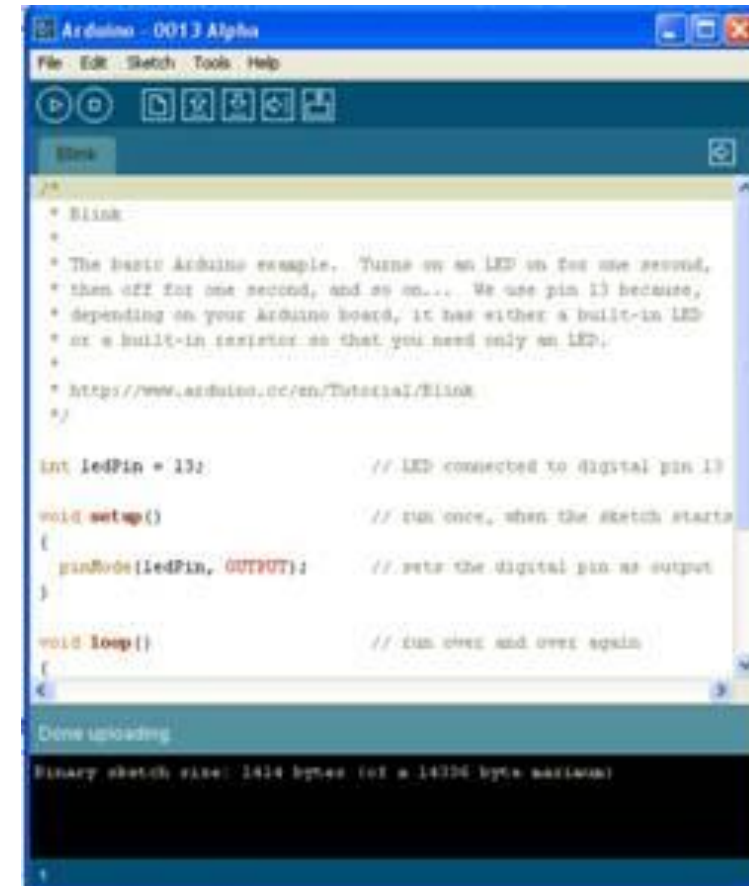 Arduino - 0013 Alpha
File Edit Sketch Tools Help
Blink
/*
* Blink
*
* The basic Arduino example. Turns on an LED on for one second,
* then off for one second, and so on... We use pin 13 because,
* depending on your Arduino board, it has either a built-in LED
* or a built-in resistor so that you need only an LED.
*
* http://www.arduino.cc/en/Tutorial/Blink
*/
int ledPin = 13; // LED connected to digital pin 13
void setup() // run once, when the sketch starts
{
pinMode(ledPin, OUTPUT); // sets the digital pin as output
}
void loop() // run over and over again
{
Done uploading
Binary sketch size: 1414 bytes (of a 14336 byte maximum)
1